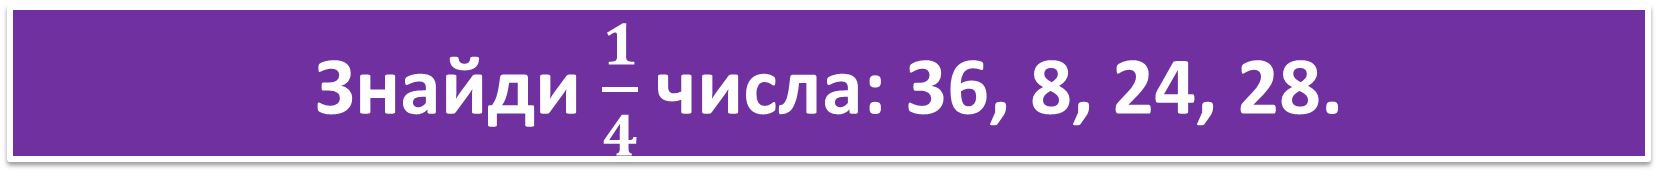 Знайди 1/4 числа: 36, 8, 24, 28.